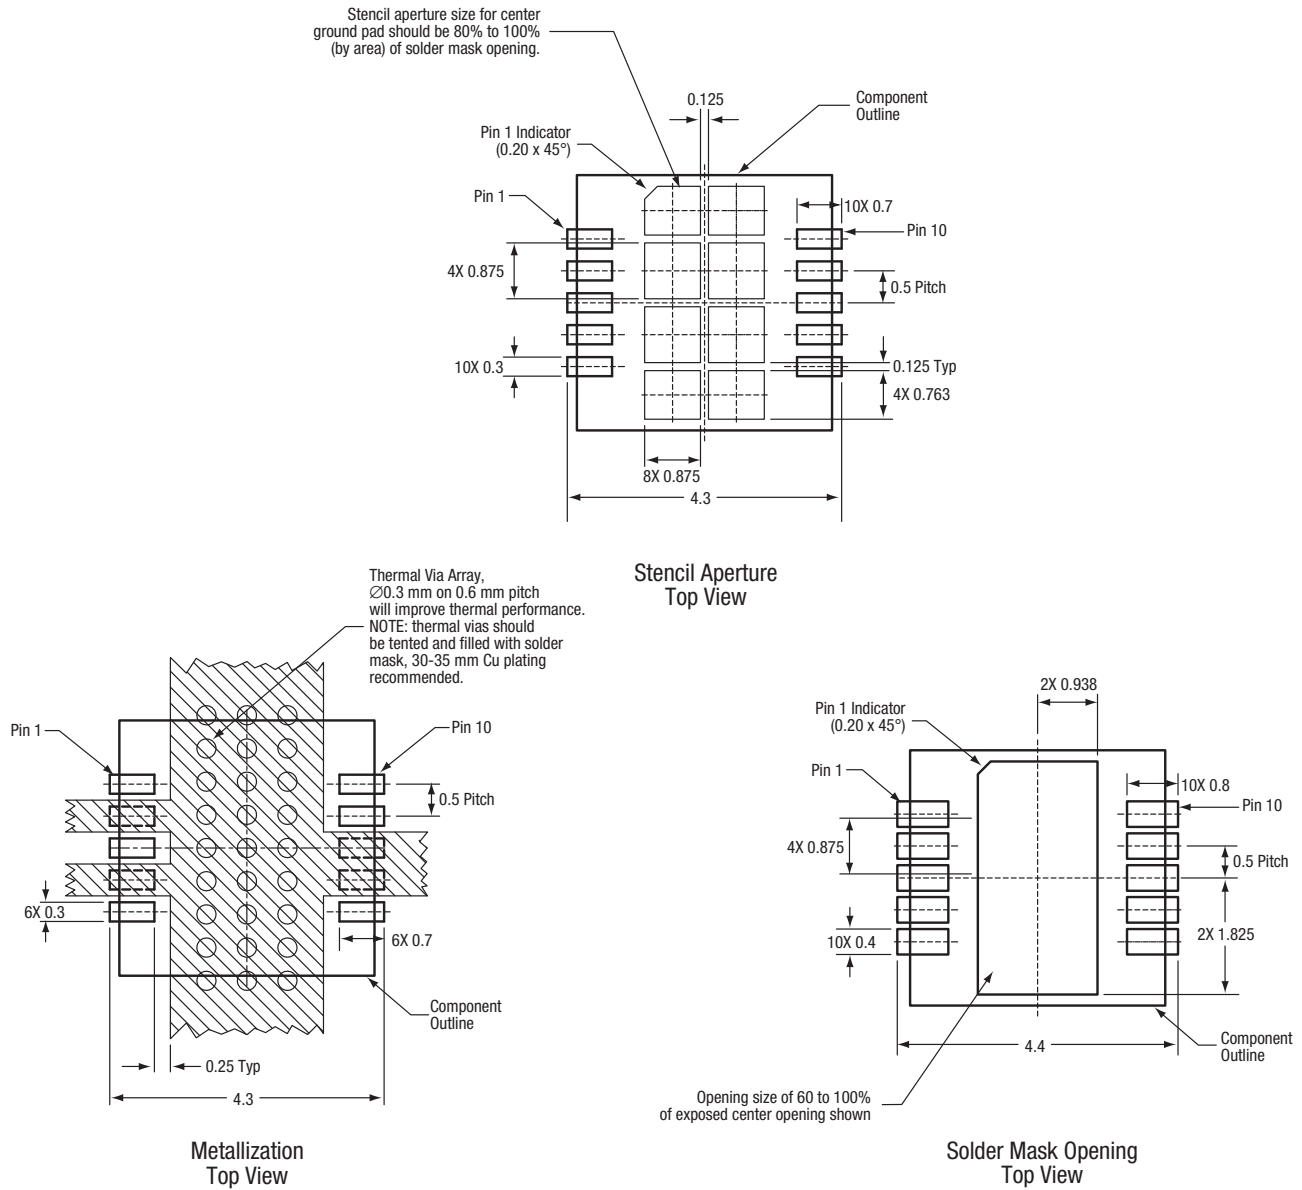 Stencil aperture size for center
ground pad should be 80% to 100%
(by area) of solder mask opening.
0.125
Component
Outline
Pin 1 Indicator
(0.20 x 45°)
Pin 1
10X 0.7
Pin 10
4X 0.875
0.5 Pitch
10X 0.3
0.125 Typ
4X 0.763
8X 0.875
4.3
Stencil Aperture
Top View
Thermal Via Array,
∅0.3 mm on 0.6 mm pitch
will improve thermal performance.
NOTE: thermal vias should
be tented and filled with solder
mask, 30-35 mm Cu plating
recommended.
Pin 1
Pin 10
0.5 Pitch
6X 0.3
6X 0.7
Component
Outline
0.25 Typ
4.3
Metallization
Top View
2X 0.938
Pin 1 Indicator
(0.20 x 45°)
Pin 1
10X 0.8
Pin 10
4X 0.875
0.5 Pitch
10X 0.4
2X 1.825
4.4
Component
Outline
Opening size of 60 to 100%
of exposed center opening shown
Solder Mask Opening
Top View